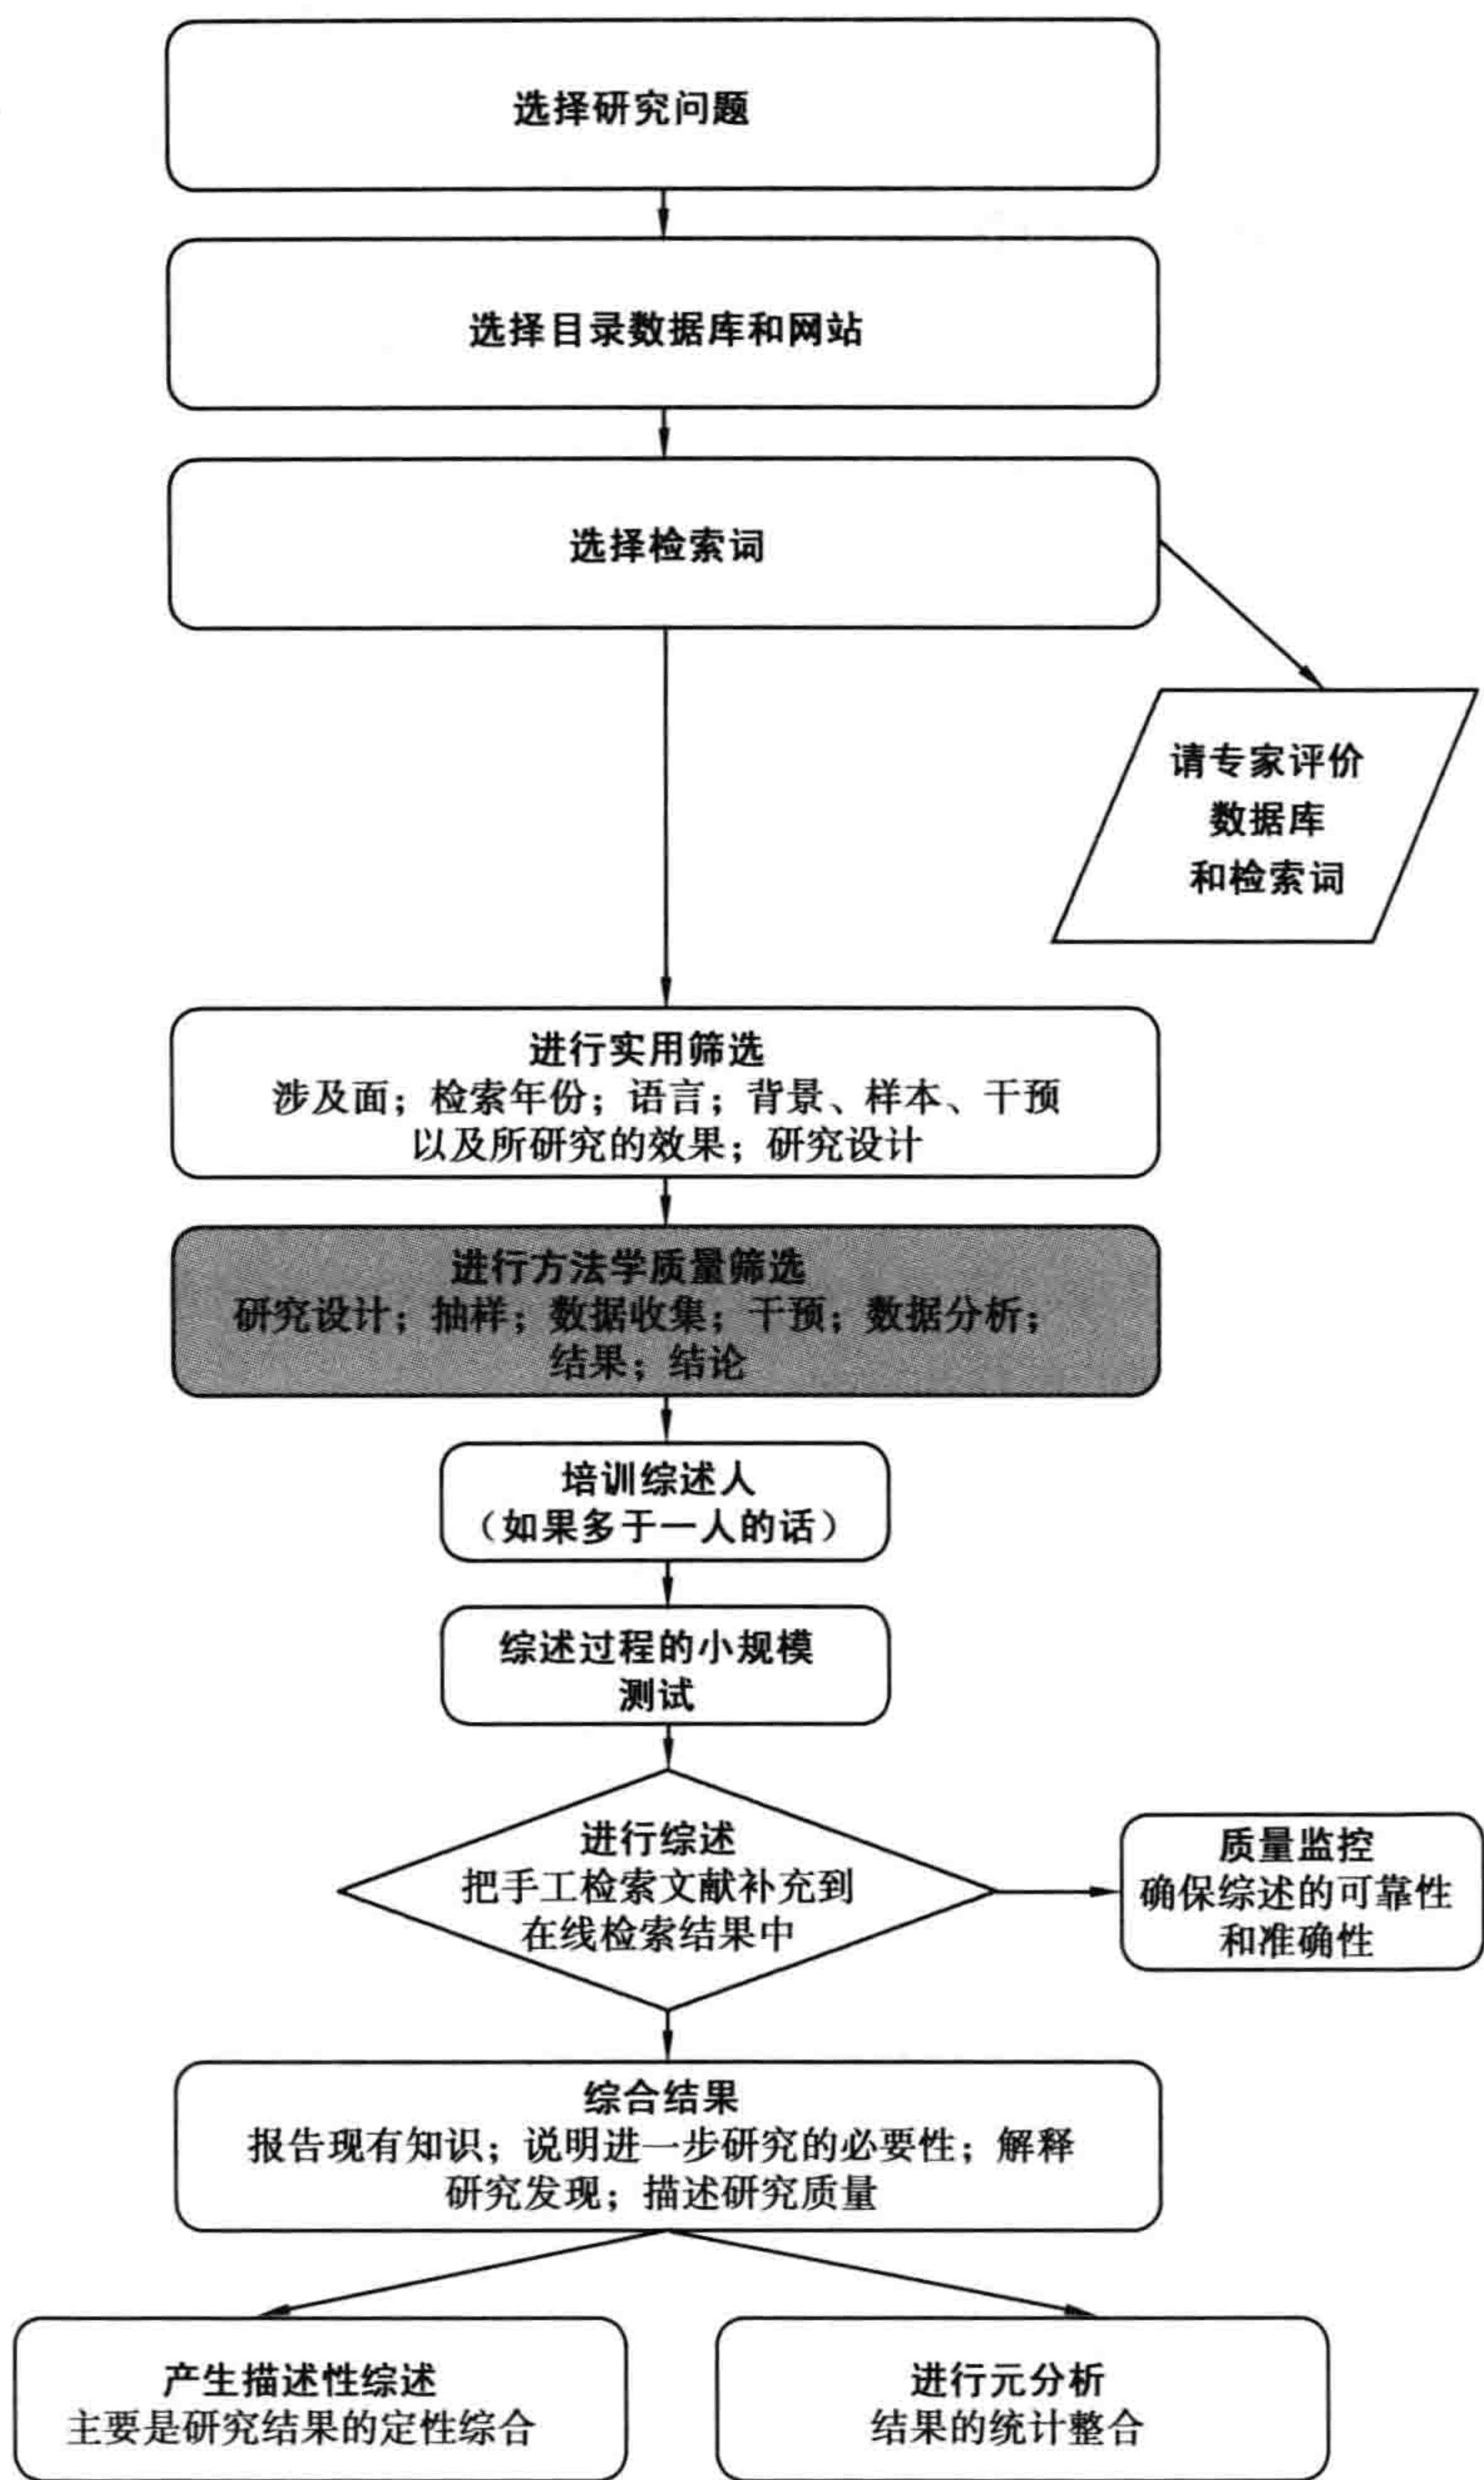 选择研究问题
选择目录数据库和网站
选择检索词
请专家评价
数据库
和检索词
进行实用筛选
涉及面；检索年份；语言；背景、样本、干预
以及所研究的效果；研究设计
进行方法学质量筛选
研究设计；抽样；数据收集；干预；数据分析；
结果；结论
培训综述人
（如果多于一人的话）
综述过程的小规模
测试
进行综述
把手工检索文献补充到
在线检索结果中
质量监控
确保综述的可靠性
和准确性
综合结果
报告现有知识；说明进一步研究的必要性；解释
研究发现；描述研究质量
产生描述性综述
主要是研究结果的定性综合
进行元分析
结果的统计整合